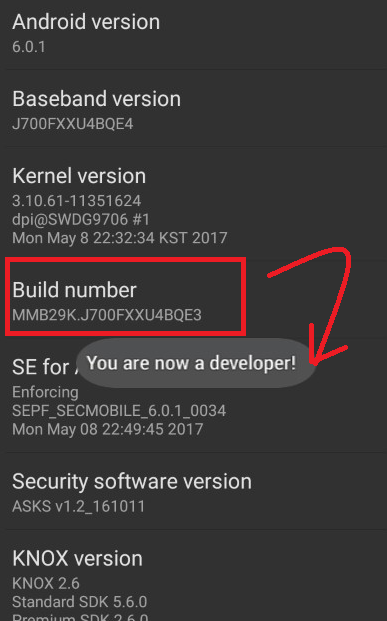 Android version
6.0.1
Baseband version
J700FXXU4BQE4
Kernel version
3.10.61-11351624
dpi@SWDG9706 #1
Mon May 8 22:32:34 KST 2017
Build number
MMB29K.J700FXXU4BQE3
You are now a developer!
SE for
Enforcing
SEPF_SECMOBILE_6.0.1_0034
Mon May 08 22:49:45 2017
Security software version
ASKS v1.2_161011
KNOX version
KNOX 2.6
Standard SDK 5.6.0
Premium SDK 2.6.0